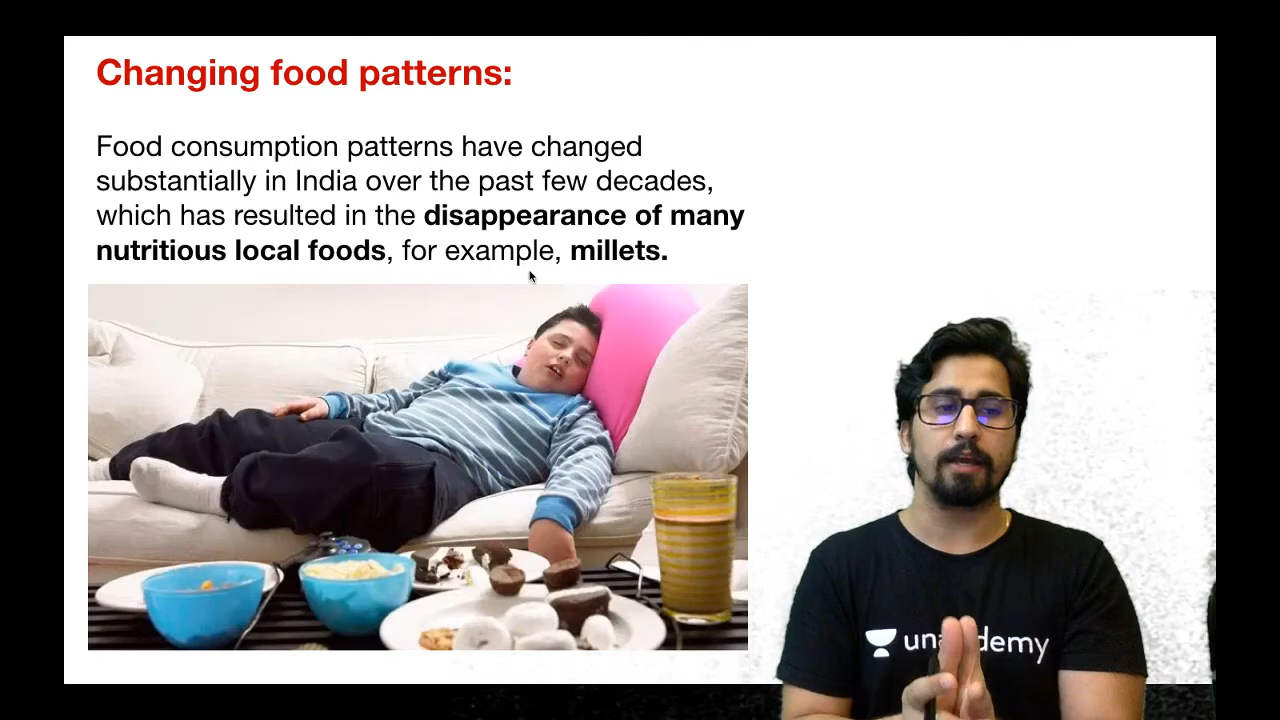 Changing food patterns:
Food consumption patterns have changed
substantially in India over the past few decades,
which has resulted in the disappearance of many
nutritious local foods, for example, millets.
unacademy